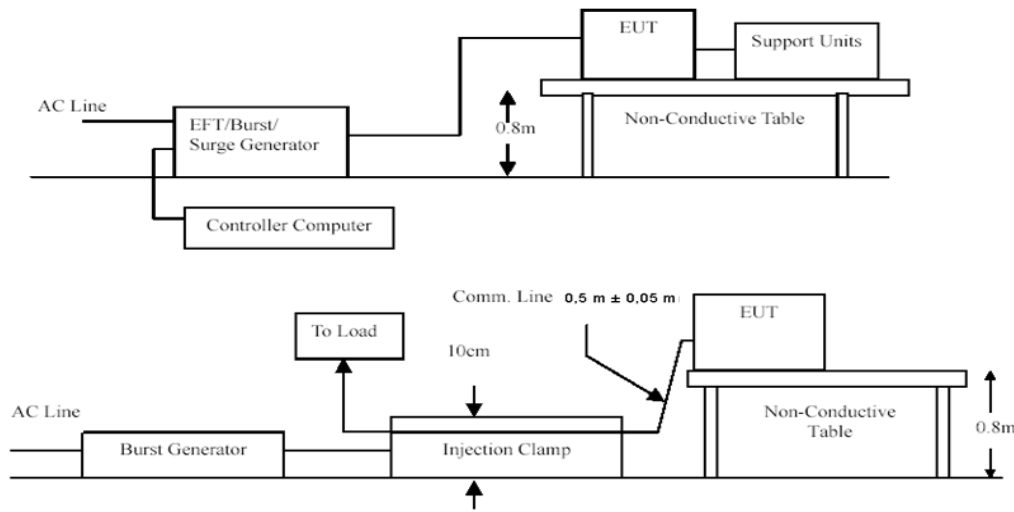 EUT
Support Units
AC Line
EFT/Burst/
Surge Generator
0.8m
Non-Conductive Table
Controller Computer
Comm. Line 0,5 m ± 0,05 m
EUT
To Load
10cm
AC Line
Non-Conductive
Table
0.8m
Burst Generator
Injection Clamp